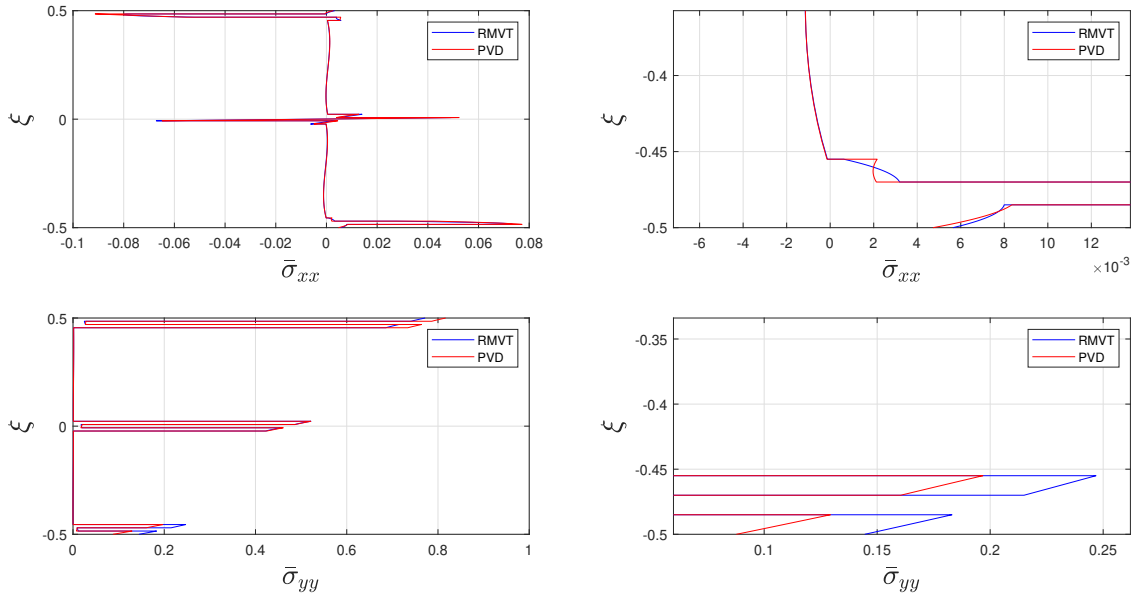 0.5
0
-0.5
ξ
-0.1 -0.08 -0.06 -0.04 -0.02 0 0.02 0.04 0.06 0.08
σ̄xx
RMVT
PVD
-0.4
-0.45
-0.5
ξ
-6 -4 -2 0 2 4 6 8 10 12
×10⁻³
σ̄xx
RMVT
PVD
0.5
0
-0.5
ξ
0 0.2 0.4 0.6 0.8 1
σ̄yy
RMVT
PVD
-0.35
-0.4
-0.45
-0.5
ξ
0.1 0.15 0.2 0.25
σ̄yy
RMVT
PVD